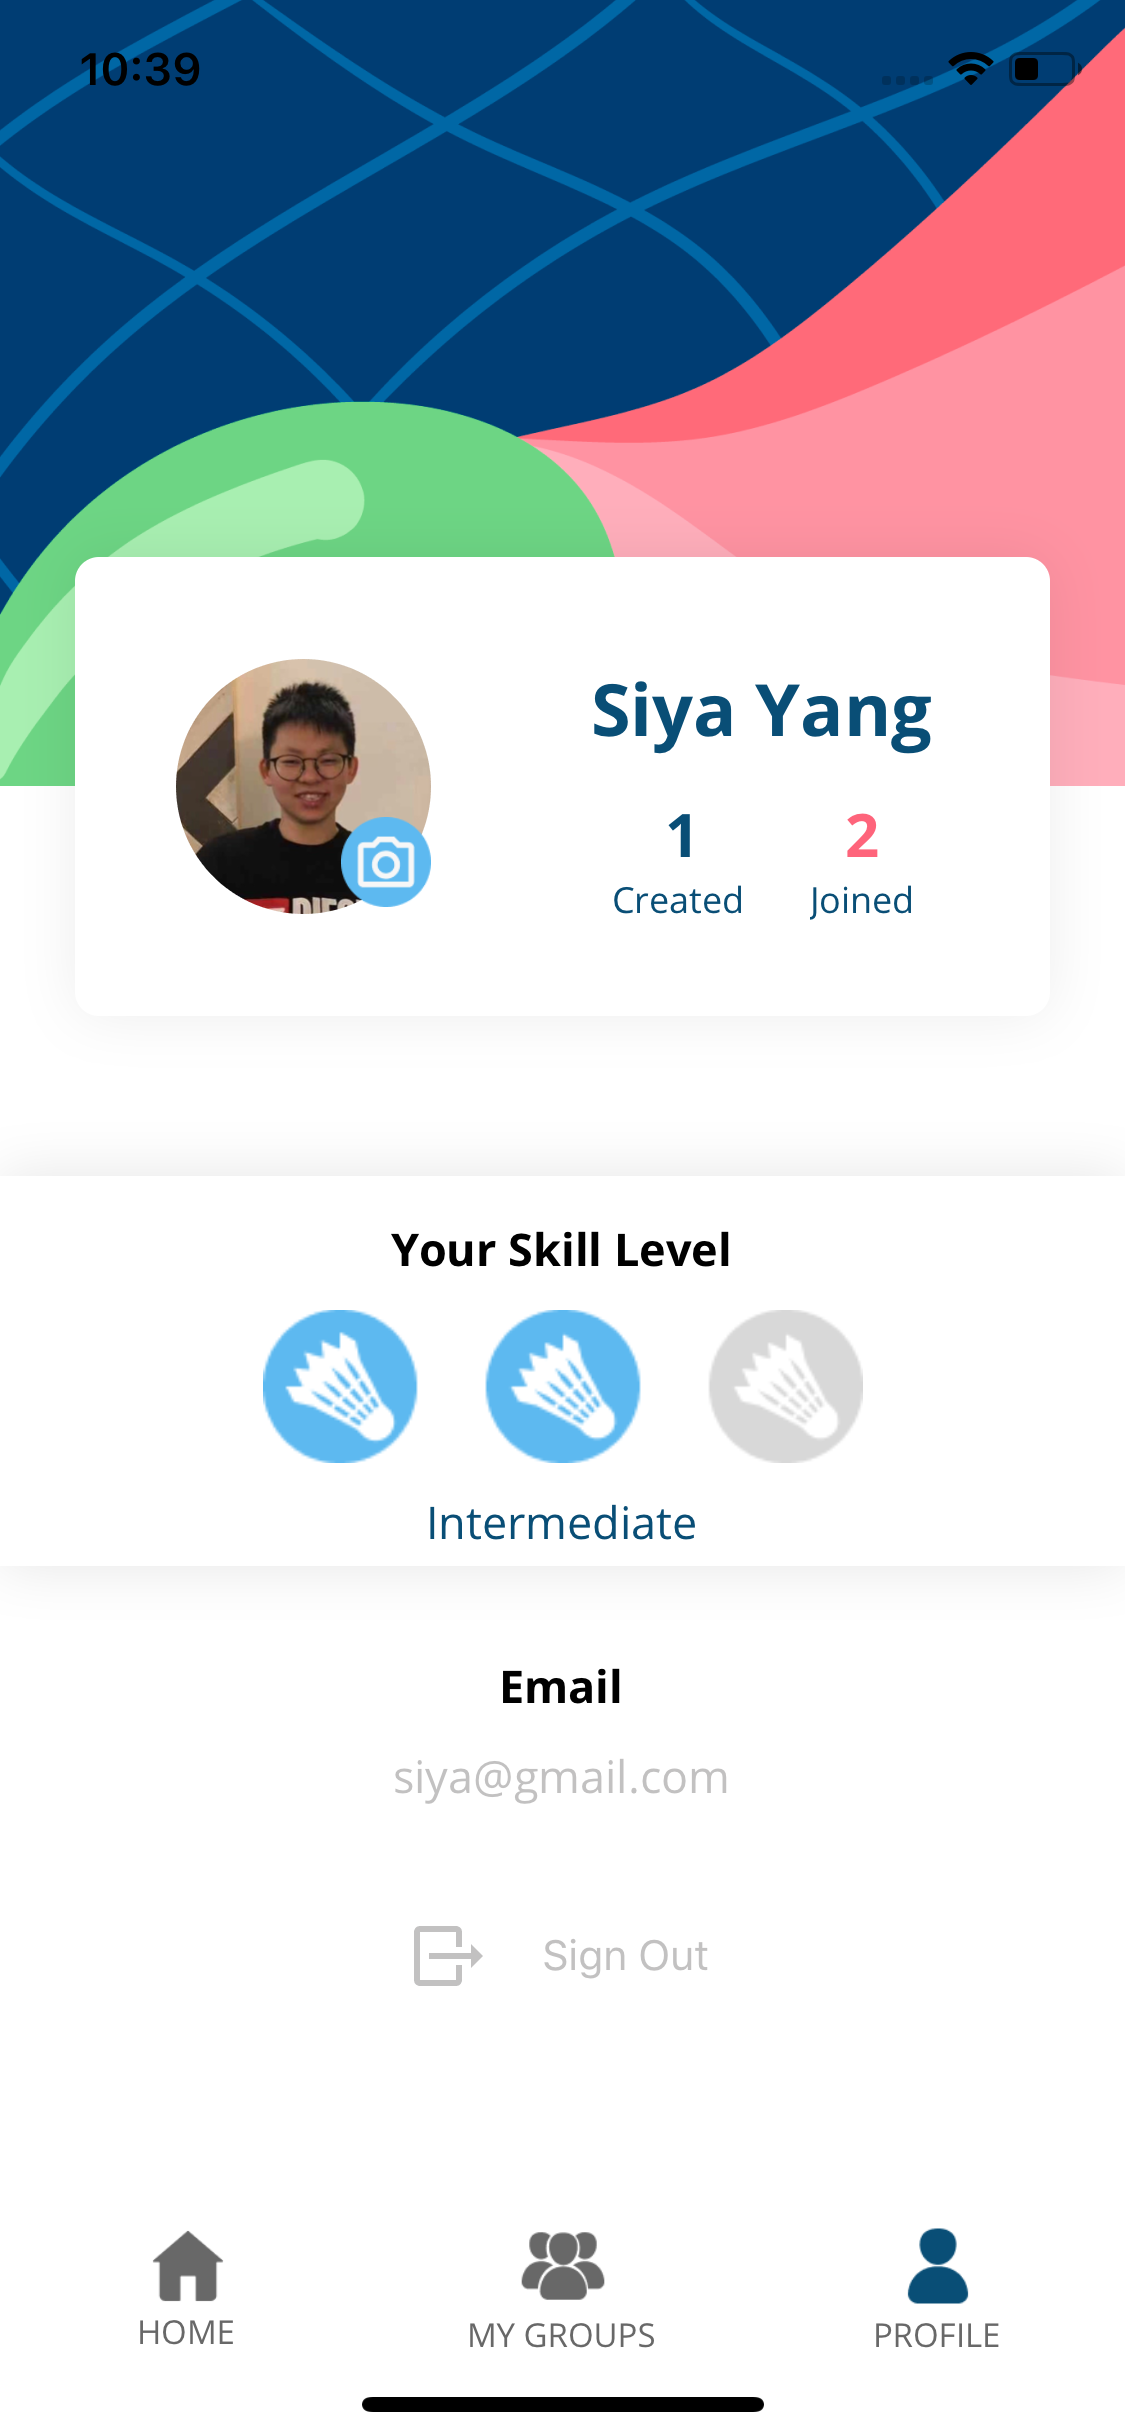 10:39
Siya Yang
1 2
Created Joined
Your Skill Level
Intermediate
Email
siya@gmail.com
Sign Out
HOME MY GROUPS PROFILE